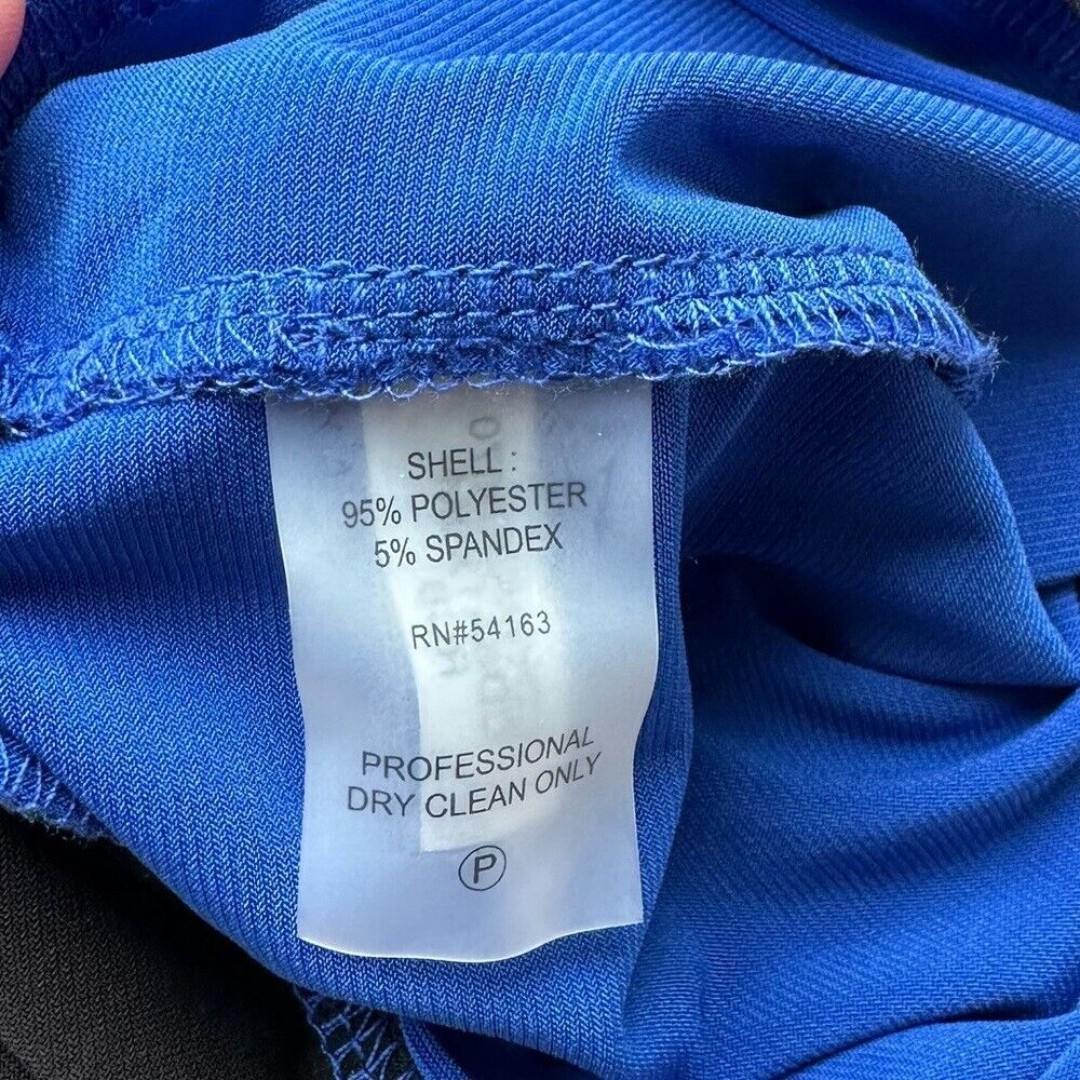 SHELL :
95% POLYESTER
5% SPANDEX
RN#54163
PROFESSIONAL
DRY CLEAN ONLY
P